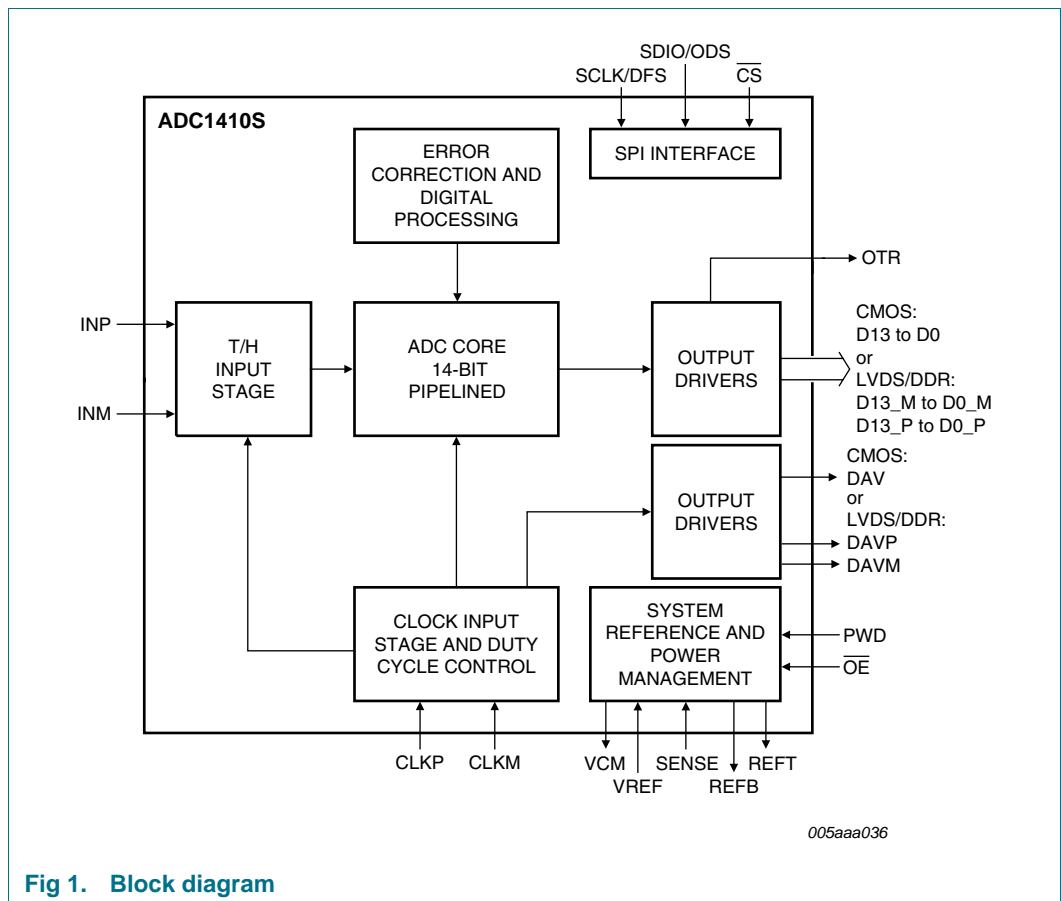 SDIO/ODS
SCLK/DFS
CS
ADC1410S
ERROR
CORRECTION AND
DIGITAL
PROCESSING
SPI INTERFACE
OTR
INP
INM
T/H
INPUT
STAGE
ADC CORE
14-BIT
PIPELINED
OUTPUT
DRIVERS
CMOS:
D13 to D0
or
LVDS/DDR:
D13_M to D0_M
D13_P to D0_P
OUTPUT
DRIVERS
CMOS:
DAV
or
LVDS/DDR:
DAVP
DAVM
CLOCK INPUT
STAGE AND DUTY
CYCLE CONTROL
SYSTEM
REFERENCE AND
POWER
MANAGEMENT
PWD
OE
CLKP
CLKM
VCM
VREF
SENSE
REFB
REFT
005aaa036
Fig 1. Block diagram